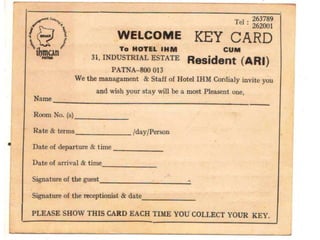 Tel : 263789
262001
WELCOME KEY CARD
To HOTEL IHM CUM
31, INDUSTRIAL ESTATE Resident (ARI)
PATNA-800 013
ihmcan
PATNA
We the managament & Staff of Hotel IHM Cordialy invite you
and wish your stay will be a most Pleasent one,
Name
Room No. (s)
Rate & terms /day/Person
Date of departure & time
Date of arrival & time
Signature of the guest
Signature of the receptionist & date
PLEASE SHOW THIS CARD EACH TIME YOU COLLECT YOUR KEY.